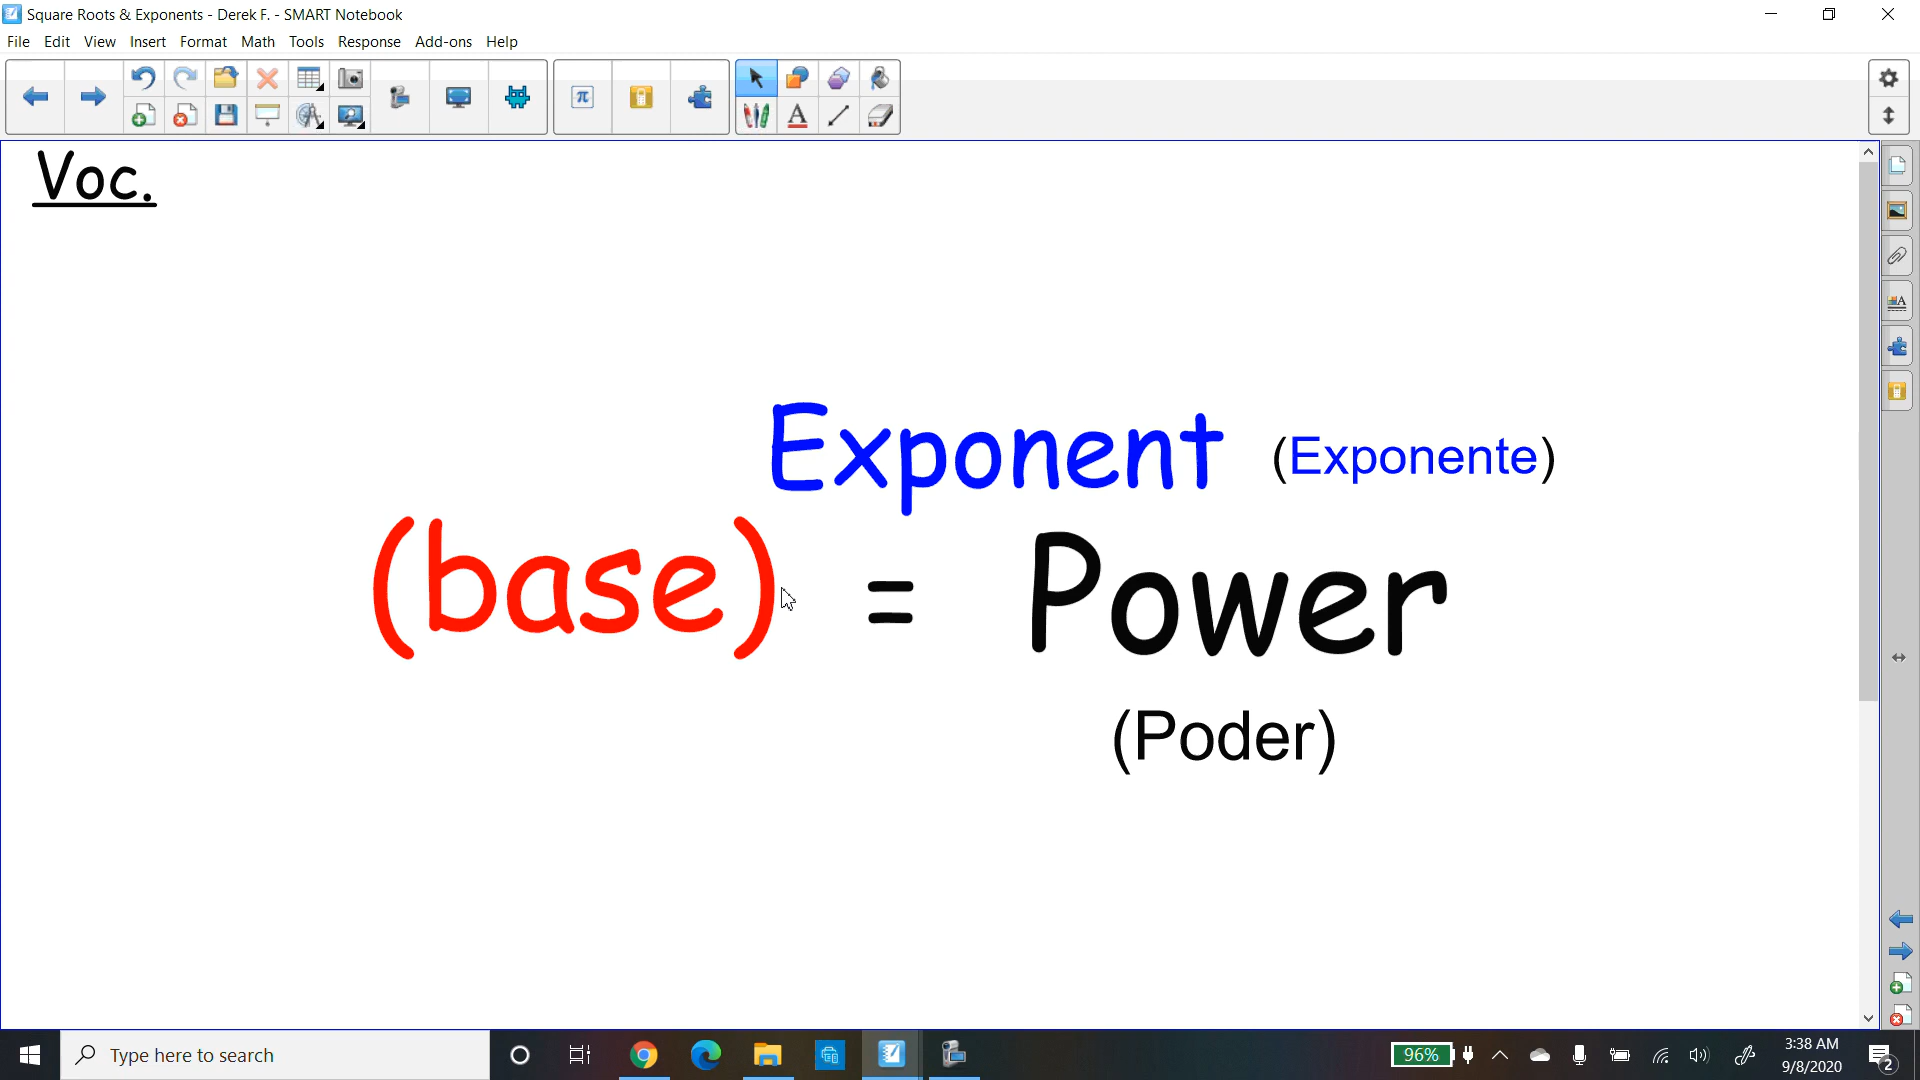 Square Roots & Exponents - Derek F. - SMART Notebook
File Edit View Insert Format Math Tools Response Add-ons Help
π
A
A
Voc.
Exponent (Exponente)
(base) = Power
(Poder)
Type here to search
96%
3:38 AM
9/8/2020
2